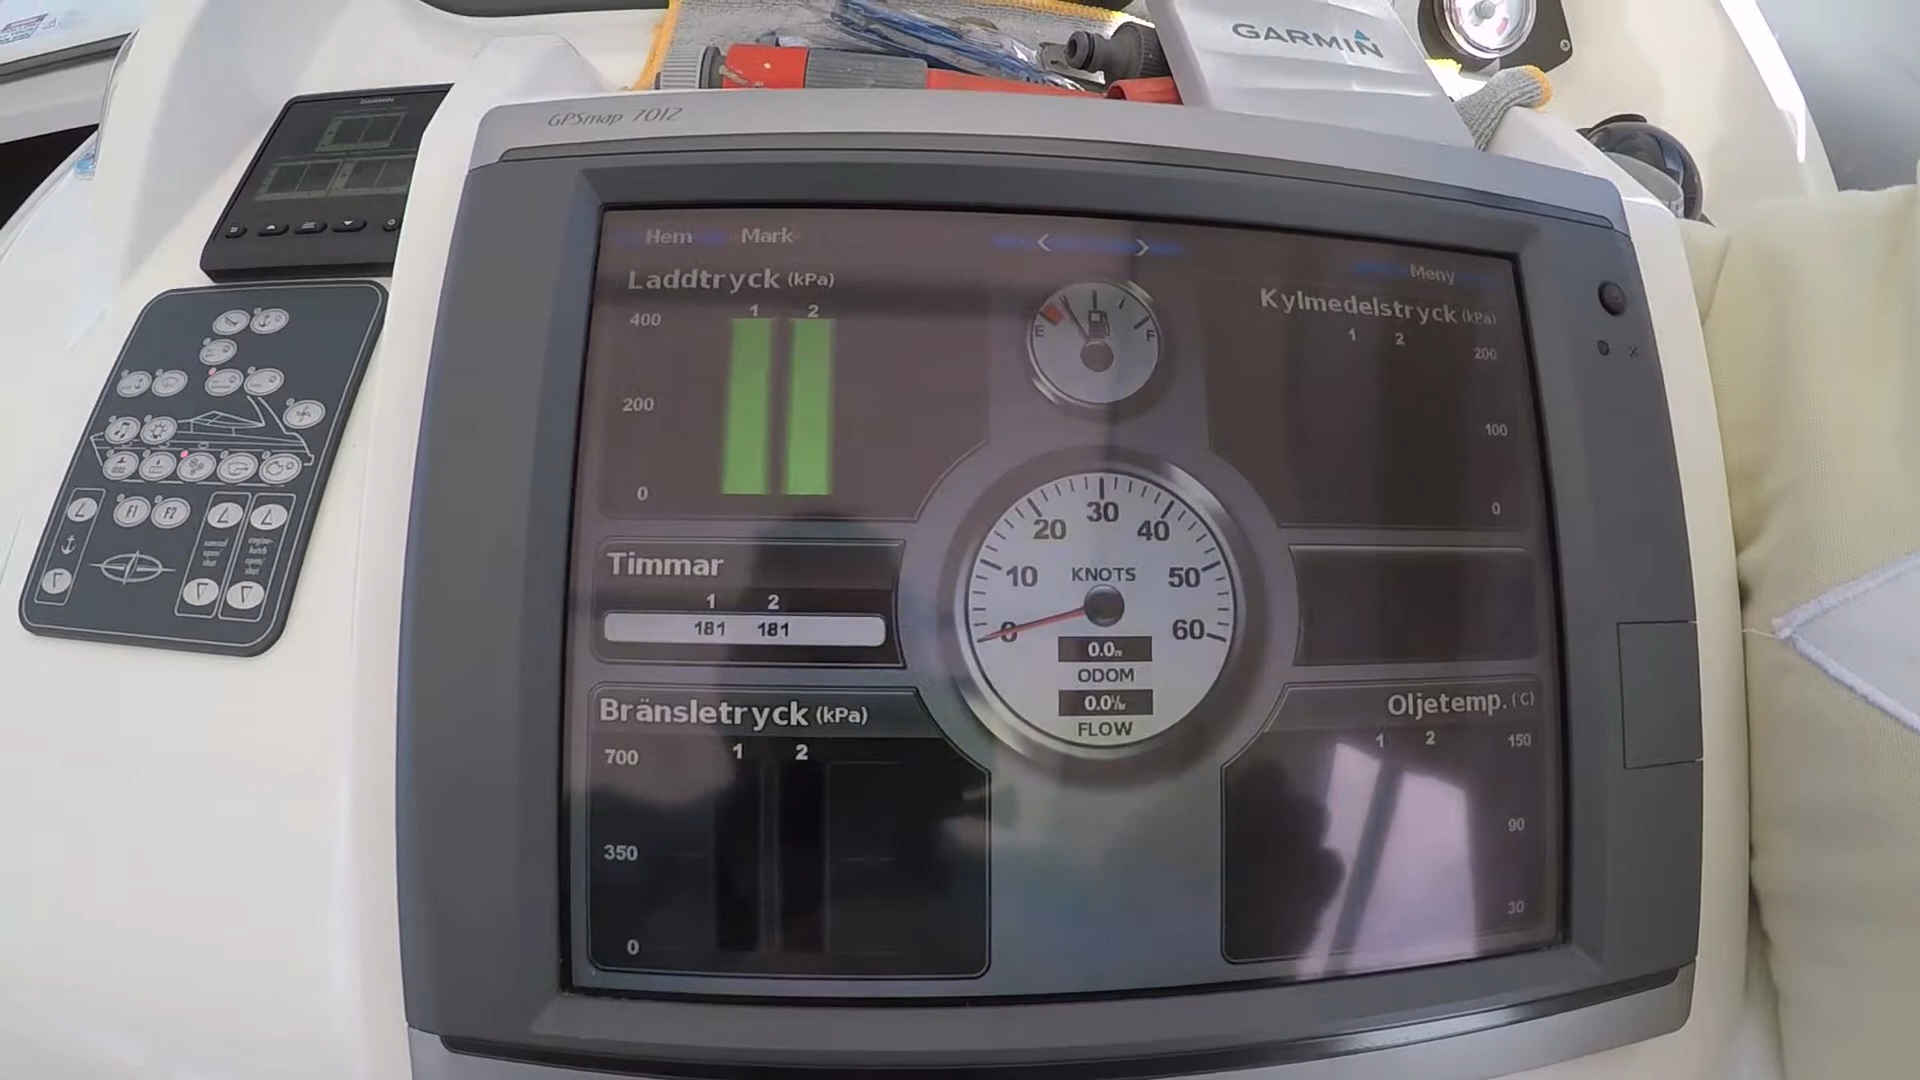 GARMIN
GPSmap 7012
Hem Mark < > Meny
Laddtryck (kPa)
1 2
400
200
0
E F
Kylmedelstryck (kPa)
1 2
200
100
0
Timmar
1 2
181 181
0 10 20 30 40 50 60
KNOTS
0.0
ODOM
0.0
FLOW
Bränsletryck (kPa)
1 2
700
350
0
Oljetemp. (°C)
1 2
150
90
30
F1 F2